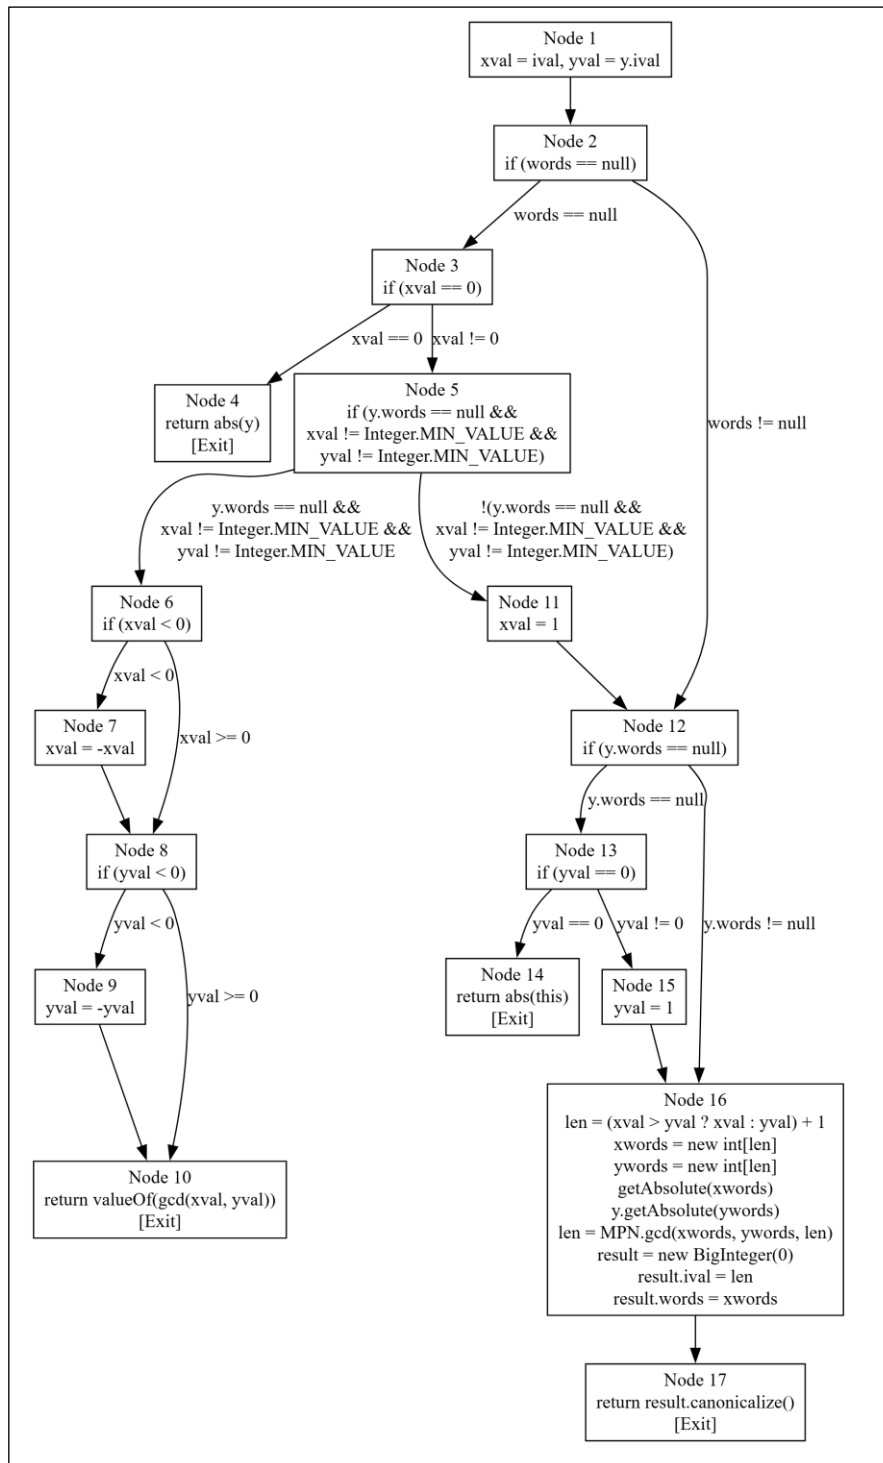 Node 1
xval = ival, yval = y.ival
Node 2
if (words == null)
words == null
Node 3
if (xval == 0)
xval == 0
xval != 0
words != null
Node 4
return abs(y)
[Exit]
Node 5
if (y.words == null &&
xval != Integer.MIN_VALUE &&
yval != Integer.MIN_VALUE)
y.words == null &&
xval != Integer.MIN_VALUE &&
yval != Integer.MIN_VALUE
!(y.words == null &&
xval != Integer.MIN_VALUE &&
yval != Integer.MIN_VALUE)
Node 6
if (xval < 0)
Node 11
xval = 1
xval < 0
xval >= 0
Node 7
xval = -xval
Node 12
if (y.words == null)
y.words == null
Node 8
if (yval < 0)
Node 13
if (yval == 0)
yval < 0
yval == 0
yval != 0
y.words != null
Node 9
yval = -yval
yval >= 0
Node 14
return abs(this)
[Exit]
Node 15
yval = 1
Node 10
return valueOf(gcd(xval, yval))
[Exit]
Node 16
len = (xval > yval ? xval : yval) + 1
xwords = new int[len]
ywords = new int[len]
getAbsolute(xwords)
y.getAbsolute(ywords)
len = MPN.gcd(xwords, ywords, len)
result = new BigInteger(0)
result.ival = len
result.words = xwords
Node 17
return result.canonicalize()
[Exit]